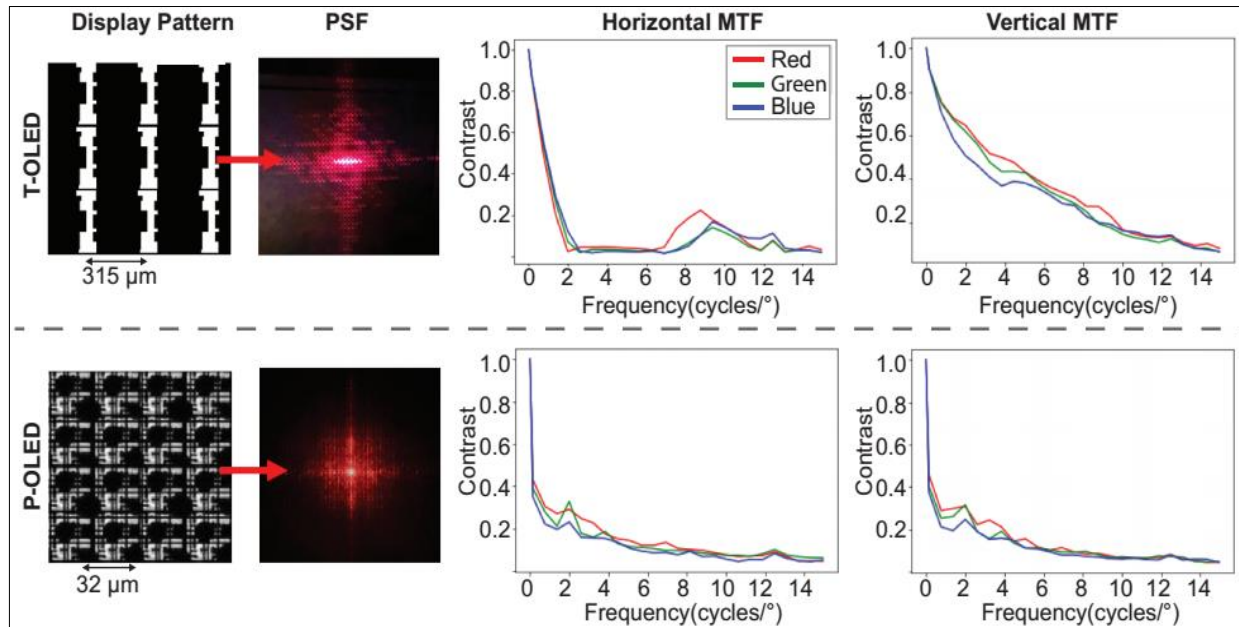 Display Pattern PSF Horizontal MTF Vertical MTF
T-OLED
315 μm
Contrast
1.0
0.8
0.6
0.4
0.2
Red
Green
Blue
0 2 4 6 8 10 12 14
Frequency(cycles/°)
Contrast
1.0
0.8
0.6
0.4
0.2
0 2 4 6 8 10 12 14
Frequency(cycles/°)
P-OLED
32 μm
Contrast
1.0
0.8
0.6
0.4
0.2
0 2 4 6 8 10 12 14
Frequency(cycles/°)
Contrast
1.0
0.8
0.6
0.4
0.2
0 2 4 6 8 10 12 14
Frequency(cycles/°)